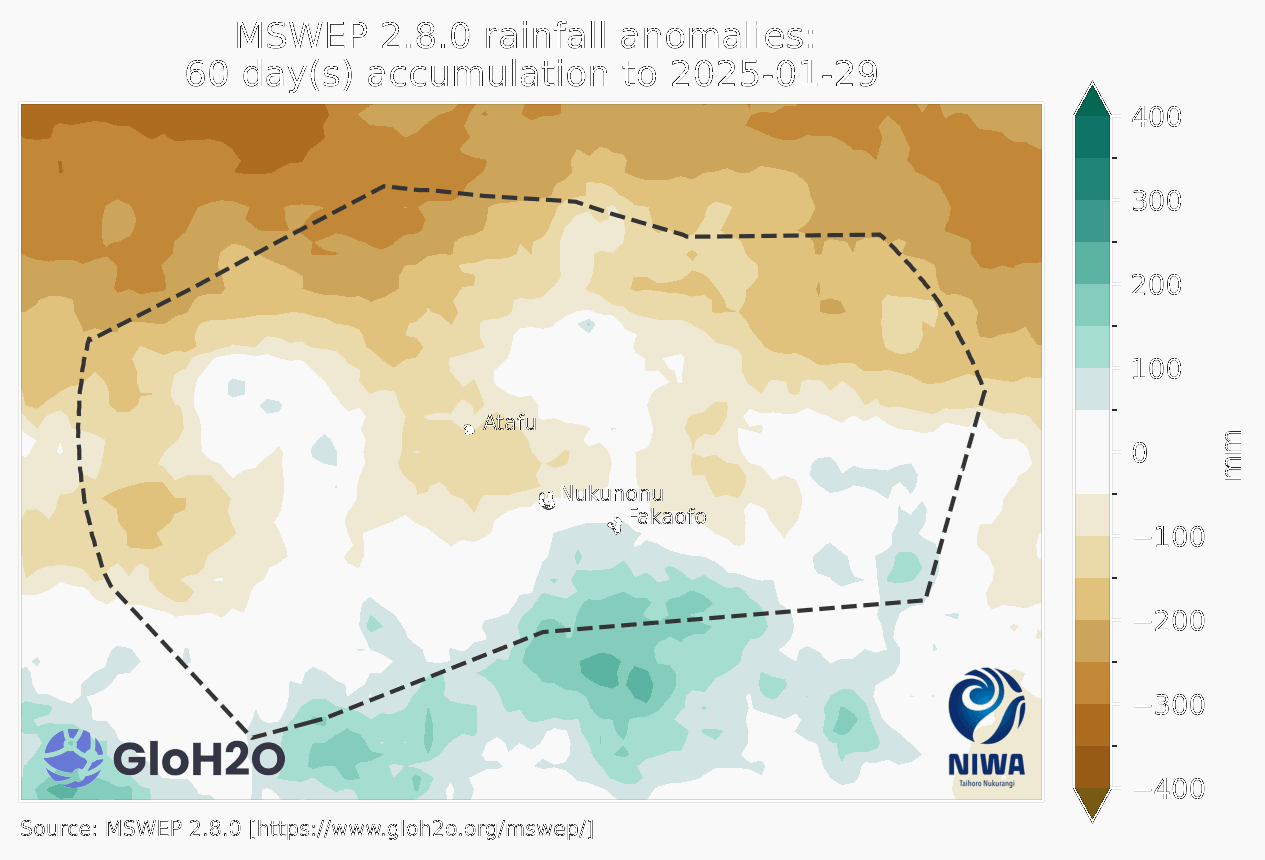 MSWEP 2.8.0 rainfall anomalies:
60 day(s) accumulation to 2025-01-29
400
300
200
100
0
−100
−200
−300
−400
mm
Atafu
Nukunonu
Fakaofo
GloH2O
NIWA
Taihoro Nukurangi
Source: MSWEP 2.8.0 [https://www.gloh2o.org/mswep/]